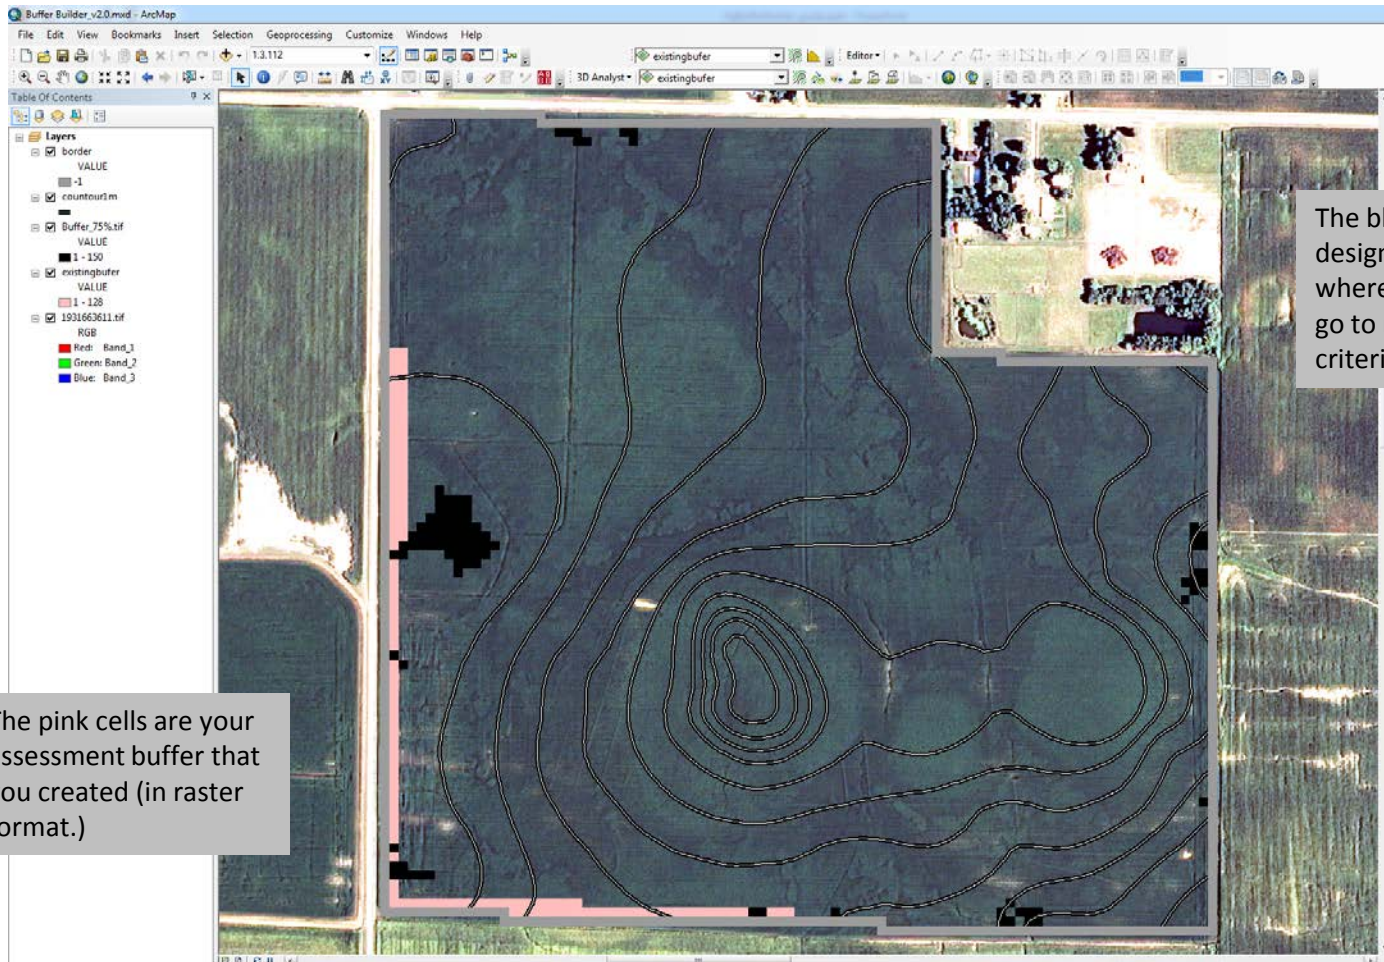 Buffer Builder_v2.0.mxd - ArcMap
File Edit View Bookmarks Insert Selection Geoprocessing Customize Windows Help
1:3,112
existingbufer
Editor
3D Analyst
existingbufer
Table Of Contents
Layers
border
VALUE
-1
countour1m
Buffer_75%.tif
VALUE
1 - 150
existingbufer
VALUE
1 - 128
1931663611.tif
RGB
Red: Band_1
Green: Band_2
Blue: Band_3
The bl
design
where
go to
criteri
The pink cells are your
ssessment buffer that
ou created (in raster
ormat.)